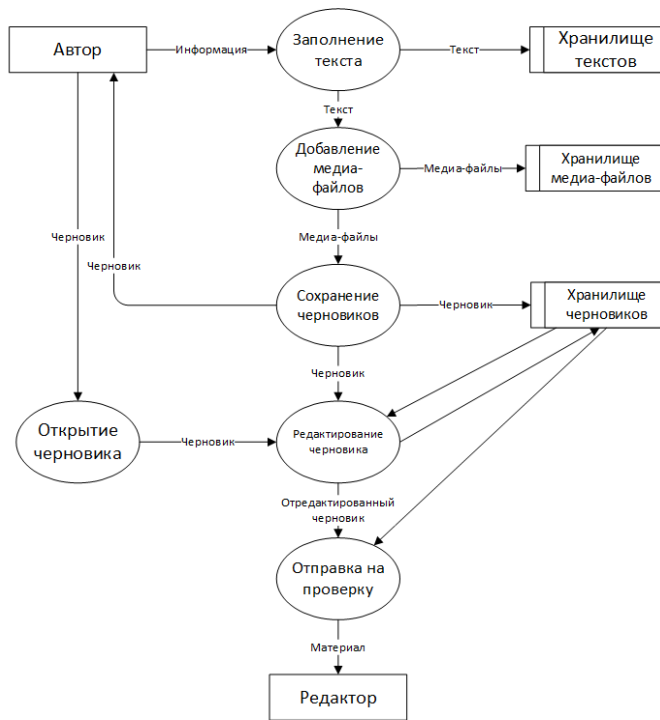 Автор
Информация
Заполнение
текста
Текст
Хранилище
текстов
Текст
Добавление
медиа-
файлов
Медиа-файлы
Хранилище
медиа-файлов
Медиа-файлы
Черновик
Черновик
Сохранение
черновиков
Черновик
Хранилище
черновиков
Черновик
Открытие
черновика
Черновик
Редактирование
черновика
Отредактированный
черновик
Отправка на
проверку
Материал
Редактор